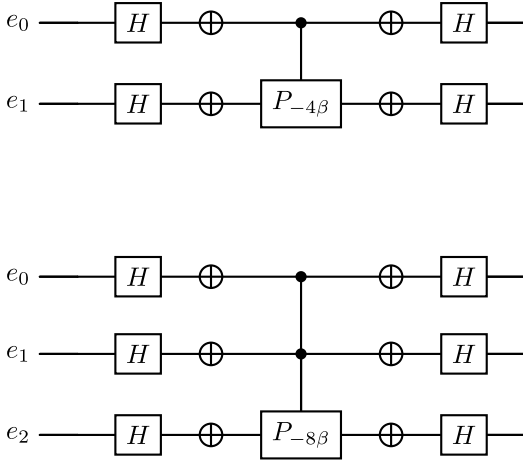 e₀ H H
e₁ H P₋₄β H
e₀ H H
e₁ H H
e₂ H P₋₈β H